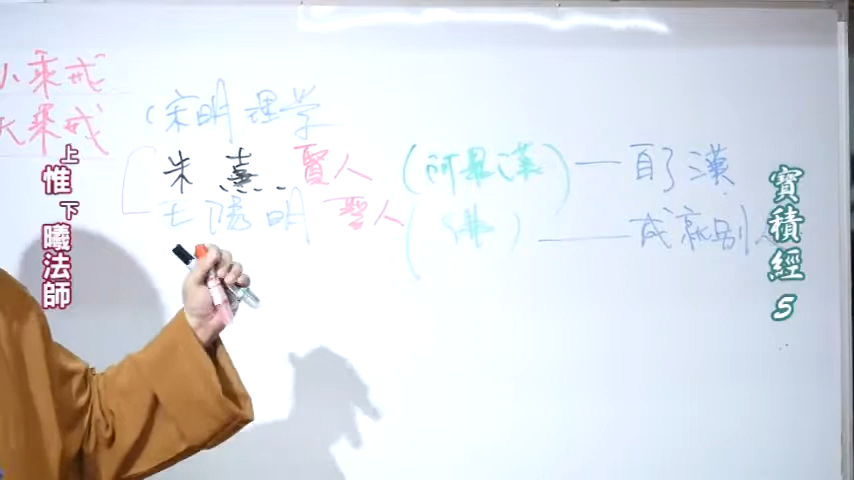 小乘戒
大乘戒
(宋明理学
朱熹 賢人 (阿羅漢) — 自了漢
王陽明 聖人 (佛) — 成就別人
上惟下曦法師
寶積經5